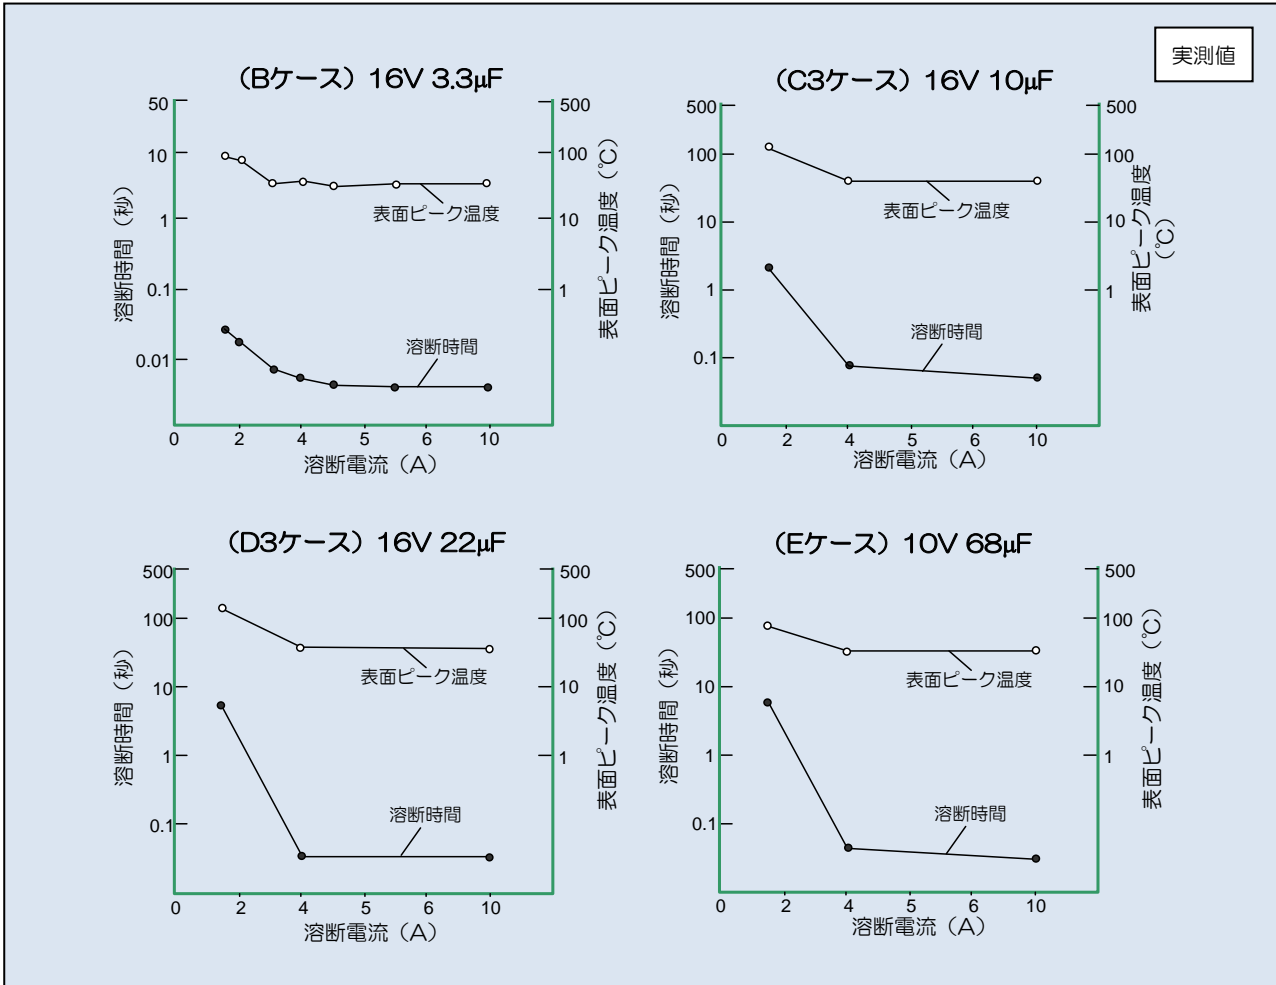 実測値
（Bケース）16V 3.3μF
50
10
1
0.1
0.01
溶断時間（秒）
500
100
10
1
表面ピーク温度（℃）
表面ピーク温度
溶断時間
0 2 4 5 6 10
溶断電流（A）
（C3ケース）16V 10μF
500
100
10
1
0.1
溶断時間（秒）
500
100
10
1
表面ピーク温度
（℃）
表面ピーク温度
溶断時間
0 2 4 5 6 10
溶断電流（A）
（D3ケース）16V 22μF
500
100
10
1
0.1
溶断時間（秒）
500
100
10
1
表面ピーク温度（℃）
表面ピーク温度
溶断時間
0 2 4 5 6 10
溶断電流（A）
（Eケース）10V 68μF
500
100
10
1
0.1
溶断時間（秒）
500
100
10
1
表面ピーク温度（℃）
表面ピーク温度
溶断時間
0 2 4 5 6 10
溶断電流（A）